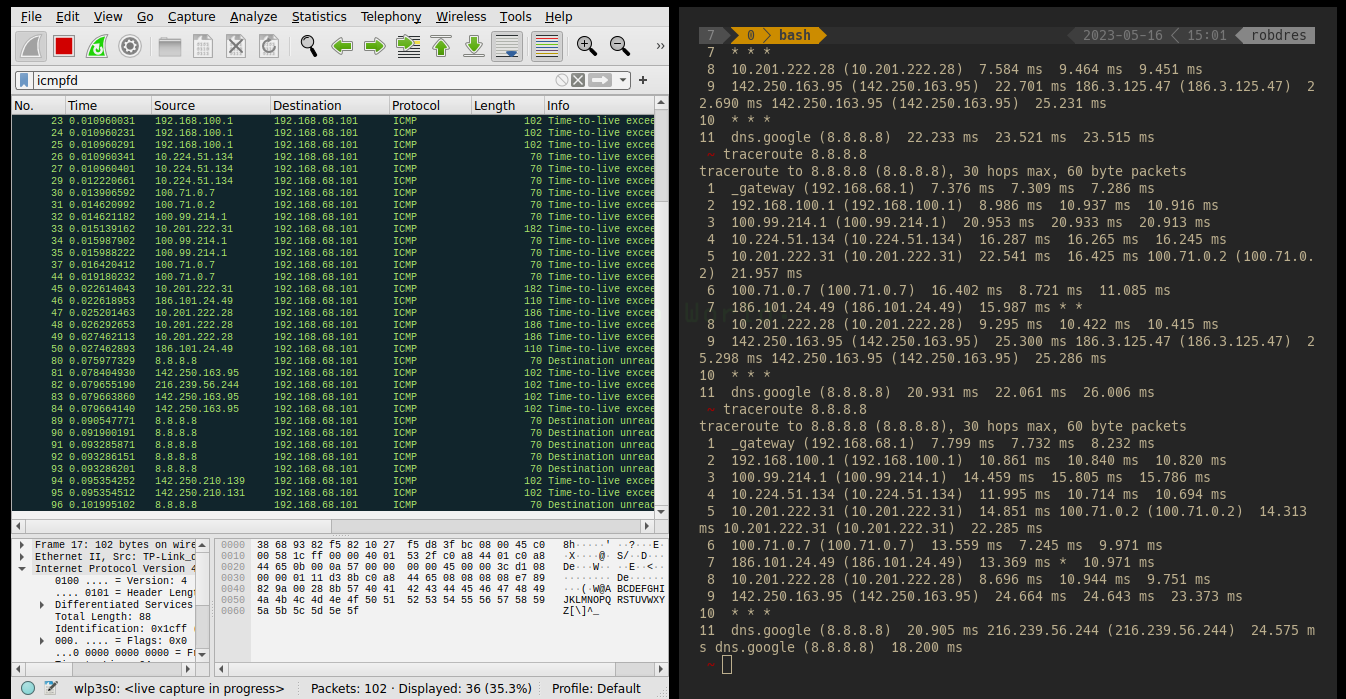 File Edit View Go Capture Analyze Statistics Telephony Wireless Tools Help
icmpfd
No. Time Source Destination Protocol Length Info
23 0.010960031 192.168.100.1 192.168.68.101 ICMP 102 Time-to-live excee
24 0.010960231 192.168.100.1 192.168.68.101 ICMP 102 Time-to-live excee
25 0.010960291 192.168.100.1 192.168.68.101 ICMP 102 Time-to-live excee
26 0.010960341 10.224.51.134 192.168.68.101 ICMP 70 Time-to-live excee
27 0.010960401 10.224.51.134 192.168.68.101 ICMP 70 Time-to-live excee
29 0.012220661 10.224.51.134 192.168.68.101 ICMP 70 Time-to-live excee
30 0.013906592 100.71.0.7 192.168.68.101 ICMP 70 Time-to-live excee
31 0.014620992 100.71.0.2 192.168.68.101 ICMP 70 Time-to-live excee
32 0.014621182 100.99.214.1 192.168.68.101 ICMP 70 Time-to-live excee
33 0.015139162 10.201.222.31 192.168.68.101 ICMP 182 Time-to-live excee
34 0.015987902 100.99.214.1 192.168.68.101 ICMP 70 Time-to-live excee
35 0.015988222 100.99.214.1 192.168.68.101 ICMP 70 Time-to-live excee
37 0.016420412 100.71.0.7 192.168.68.101 ICMP 70 Time-to-live excee
44 0.019180232 100.71.0.7 192.168.68.101 ICMP 70 Time-to-live excee
45 0.022614043 10.201.222.31 192.168.68.101 ICMP 182 Time-to-live excee
46 0.022618953 186.101.24.49 192.168.68.101 ICMP 110 Time-to-live excee
47 0.025201463 10.201.222.28 192.168.68.101 ICMP 186 Time-to-live excee
48 0.026292653 10.201.222.28 192.168.68.101 ICMP 186 Time-to-live excee
49 0.027462113 10.201.222.28 192.168.68.101 ICMP 186 Time-to-live excee
50 0.027462893 186.101.24.49 192.168.68.101 ICMP 110 Time-to-live excee
80 0.075977329 8.8.8.8 192.168.68.101 ICMP 70 Destination unreac
81 0.078404930 142.250.163.95 192.168.68.101 ICMP 102 Time-to-live excee
82 0.079655190 216.239.56.244 192.168.68.101 ICMP 102 Time-to-live excee
83 0.079663860 142.250.163.95 192.168.68.101 ICMP 102 Time-to-live excee
84 0.079664140 142.250.163.95 192.168.68.101 ICMP 102 Time-to-live excee
89 0.090547771 8.8.8.8 192.168.68.101 ICMP 70 Destination unreac
90 0.091900191 8.8.8.8 192.168.68.101 ICMP 70 Destination unreac
91 0.093285871 8.8.8.8 192.168.68.101 ICMP 70 Destination unreac
92 0.093286151 8.8.8.8 192.168.68.101 ICMP 70 Destination unreac
93 0.093286201 8.8.8.8 192.168.68.101 ICMP 70 Destination unreac
94 0.095354252 142.250.210.139 192.168.68.101 ICMP 102 Time-to-live excee
95 0.095354512 142.250.210.131 192.168.68.101 ICMP 102 Time-to-live excee
96 0.101995102 8.8.8.8 192.168.68.101 ICMP 70 Destination unreac
Frame 17: 102 bytes on wire
Ethernet II, Src: TP-Link_d
Internet Protocol Version 4
0100 .... = Version: 4
.... 0101 = Header Lengt
Differentiated Services
Total Length: 88
Identification: 0x1cff (
000. .... = Flags: 0x0
...0 0000 0000 0000 = Fr
0000 38 68 93 82 f5 82 10 27 f5 d8 3f bc 08 00 45 c0 8h·····' ··?···E·
0010 00 58 1c ff 00 00 40 01 53 2f c0 a8 44 01 c0 a8 ·X····@· S/··D···
0020 44 65 0b 00 0a 57 00 00 00 00 45 00 00 3c d1 08 De···W·· ··E··<··
0030 00 00 01 11 d3 8b c0 a8 44 65 08 08 08 08 e7 89 ········ De······
0040 82 9a 00 28 8b 57 40 41 42 43 44 45 46 47 48 49 ···(·W@A BCDEFGHI
0050 4a 4b 4c 4d 4e 4f 50 51 52 53 54 55 56 57 58 59 JKLMNOPQ RSTUVWXY
0060 5a 5b 5c 5d 5e 5f Z[\]^_
wlp3s0: <live capture in progress> Packets: 102 · Displayed: 36 (35.3%) Profile: Default
7 0 bash 2023-05-16 15:01 robdres
7 * * *
8 10.201.222.28 (10.201.222.28) 7.584 ms 9.464 ms 9.451 ms
9 142.250.163.95 (142.250.163.95) 22.701 ms 186.3.125.47 (186.3.125.47) 2
2.690 ms 142.250.163.95 (142.250.163.95) 25.231 ms
10 * * *
11 dns.google (8.8.8.8) 22.233 ms 23.521 ms 23.515 ms
~ traceroute 8.8.8.8
traceroute to 8.8.8.8 (8.8.8.8), 30 hops max, 60 byte packets
1 _gateway (192.168.68.1) 7.376 ms 7.309 ms 7.286 ms
2 192.168.100.1 (192.168.100.1) 8.986 ms 10.937 ms 10.916 ms
3 100.99.214.1 (100.99.214.1) 20.953 ms 20.933 ms 20.913 ms
4 10.224.51.134 (10.224.51.134) 16.287 ms 16.265 ms 16.245 ms
5 10.201.222.31 (10.201.222.31) 22.541 ms 16.425 ms 100.71.0.2 (100.71.0.
2) 21.957 ms
6 100.71.0.7 (100.71.0.7) 16.402 ms 8.721 ms 11.085 ms
7 186.101.24.49 (186.101.24.49) 15.987 ms * *
8 10.201.222.28 (10.201.222.28) 9.295 ms 10.422 ms 10.415 ms
9 142.250.163.95 (142.250.163.95) 25.300 ms 186.3.125.47 (186.3.125.47) 2
5.298 ms 142.250.163.95 (142.250.163.95) 25.286 ms
10 * * *
11 dns.google (8.8.8.8) 20.931 ms 22.061 ms 26.006 ms
~ traceroute 8.8.8.8
traceroute to 8.8.8.8 (8.8.8.8), 30 hops max, 60 byte packets
1 _gateway (192.168.68.1) 7.799 ms 7.732 ms 8.232 ms
2 192.168.100.1 (192.168.100.1) 10.861 ms 10.840 ms 10.820 ms
3 100.99.214.1 (100.99.214.1) 14.459 ms 15.805 ms 15.786 ms
4 10.224.51.134 (10.224.51.134) 11.995 ms 10.714 ms 10.694 ms
5 10.201.222.31 (10.201.222.31) 14.851 ms 100.71.0.2 (100.71.0.2) 14.313
ms 10.201.222.31 (10.201.222.31) 22.285 ms
6 100.71.0.7 (100.71.0.7) 13.559 ms 7.245 ms 9.971 ms
7 186.101.24.49 (186.101.24.49) 13.369 ms * 10.971 ms
8 10.201.222.28 (10.201.222.28) 8.696 ms 10.944 ms 9.751 ms
9 142.250.163.95 (142.250.163.95) 24.664 ms 24.643 ms 23.373 ms
10 * * *
11 dns.google (8.8.8.8) 20.905 ms 216.239.56.244 (216.239.56.244) 24.575 m
s dns.google (8.8.8.8) 18.200 ms
~